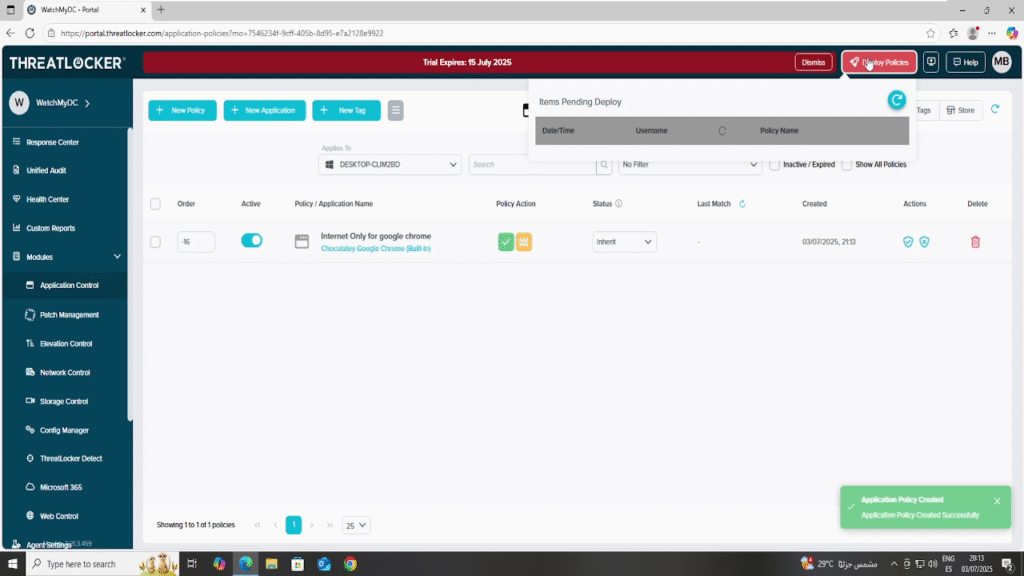 WatchMyDC - Portal
https://portal.threatlocker.com/application-policies?mo=7546234f-9cff-405b-8d95-e7a2128e9922
THREATLOCKER
Trial Expires: 15 July 2025
Dismiss
Deploy Policies
Help
MB
W
WatchMyDC
New Policy
New Application
New Tag
Items Pending Deploy
Tags
Store
Date/Time
Username
Policy Name
Response Center
Unified Audit
Health Center
Custom Reports
Modules
Application Control
Patch Management
Elevation Control
Network Control
Storage Control
Config Manager
ThreatLocker Detect
Microsoft 365
Web Control
Agent Settings
Applies To
DESKTOP-CLIM2BD
Search
No Filter
Inactive / Expired
Show All Policies
Order
Active
Policy / Application Name
Policy Action
Status
Last Match
Created
Actions
Delete
-16
Internet Only for google chrome
Chocolatey Google Chrome (Built-In)
Inherit
-
03/07/2025, 21:13
Showing 1 to 1 of 1 policies
1
25
Application Policy Created
Application Policy Created Successfully
Type here to search
29°C مشمس جزئيًا
ENG
ES
20:13
03/07/2025
2